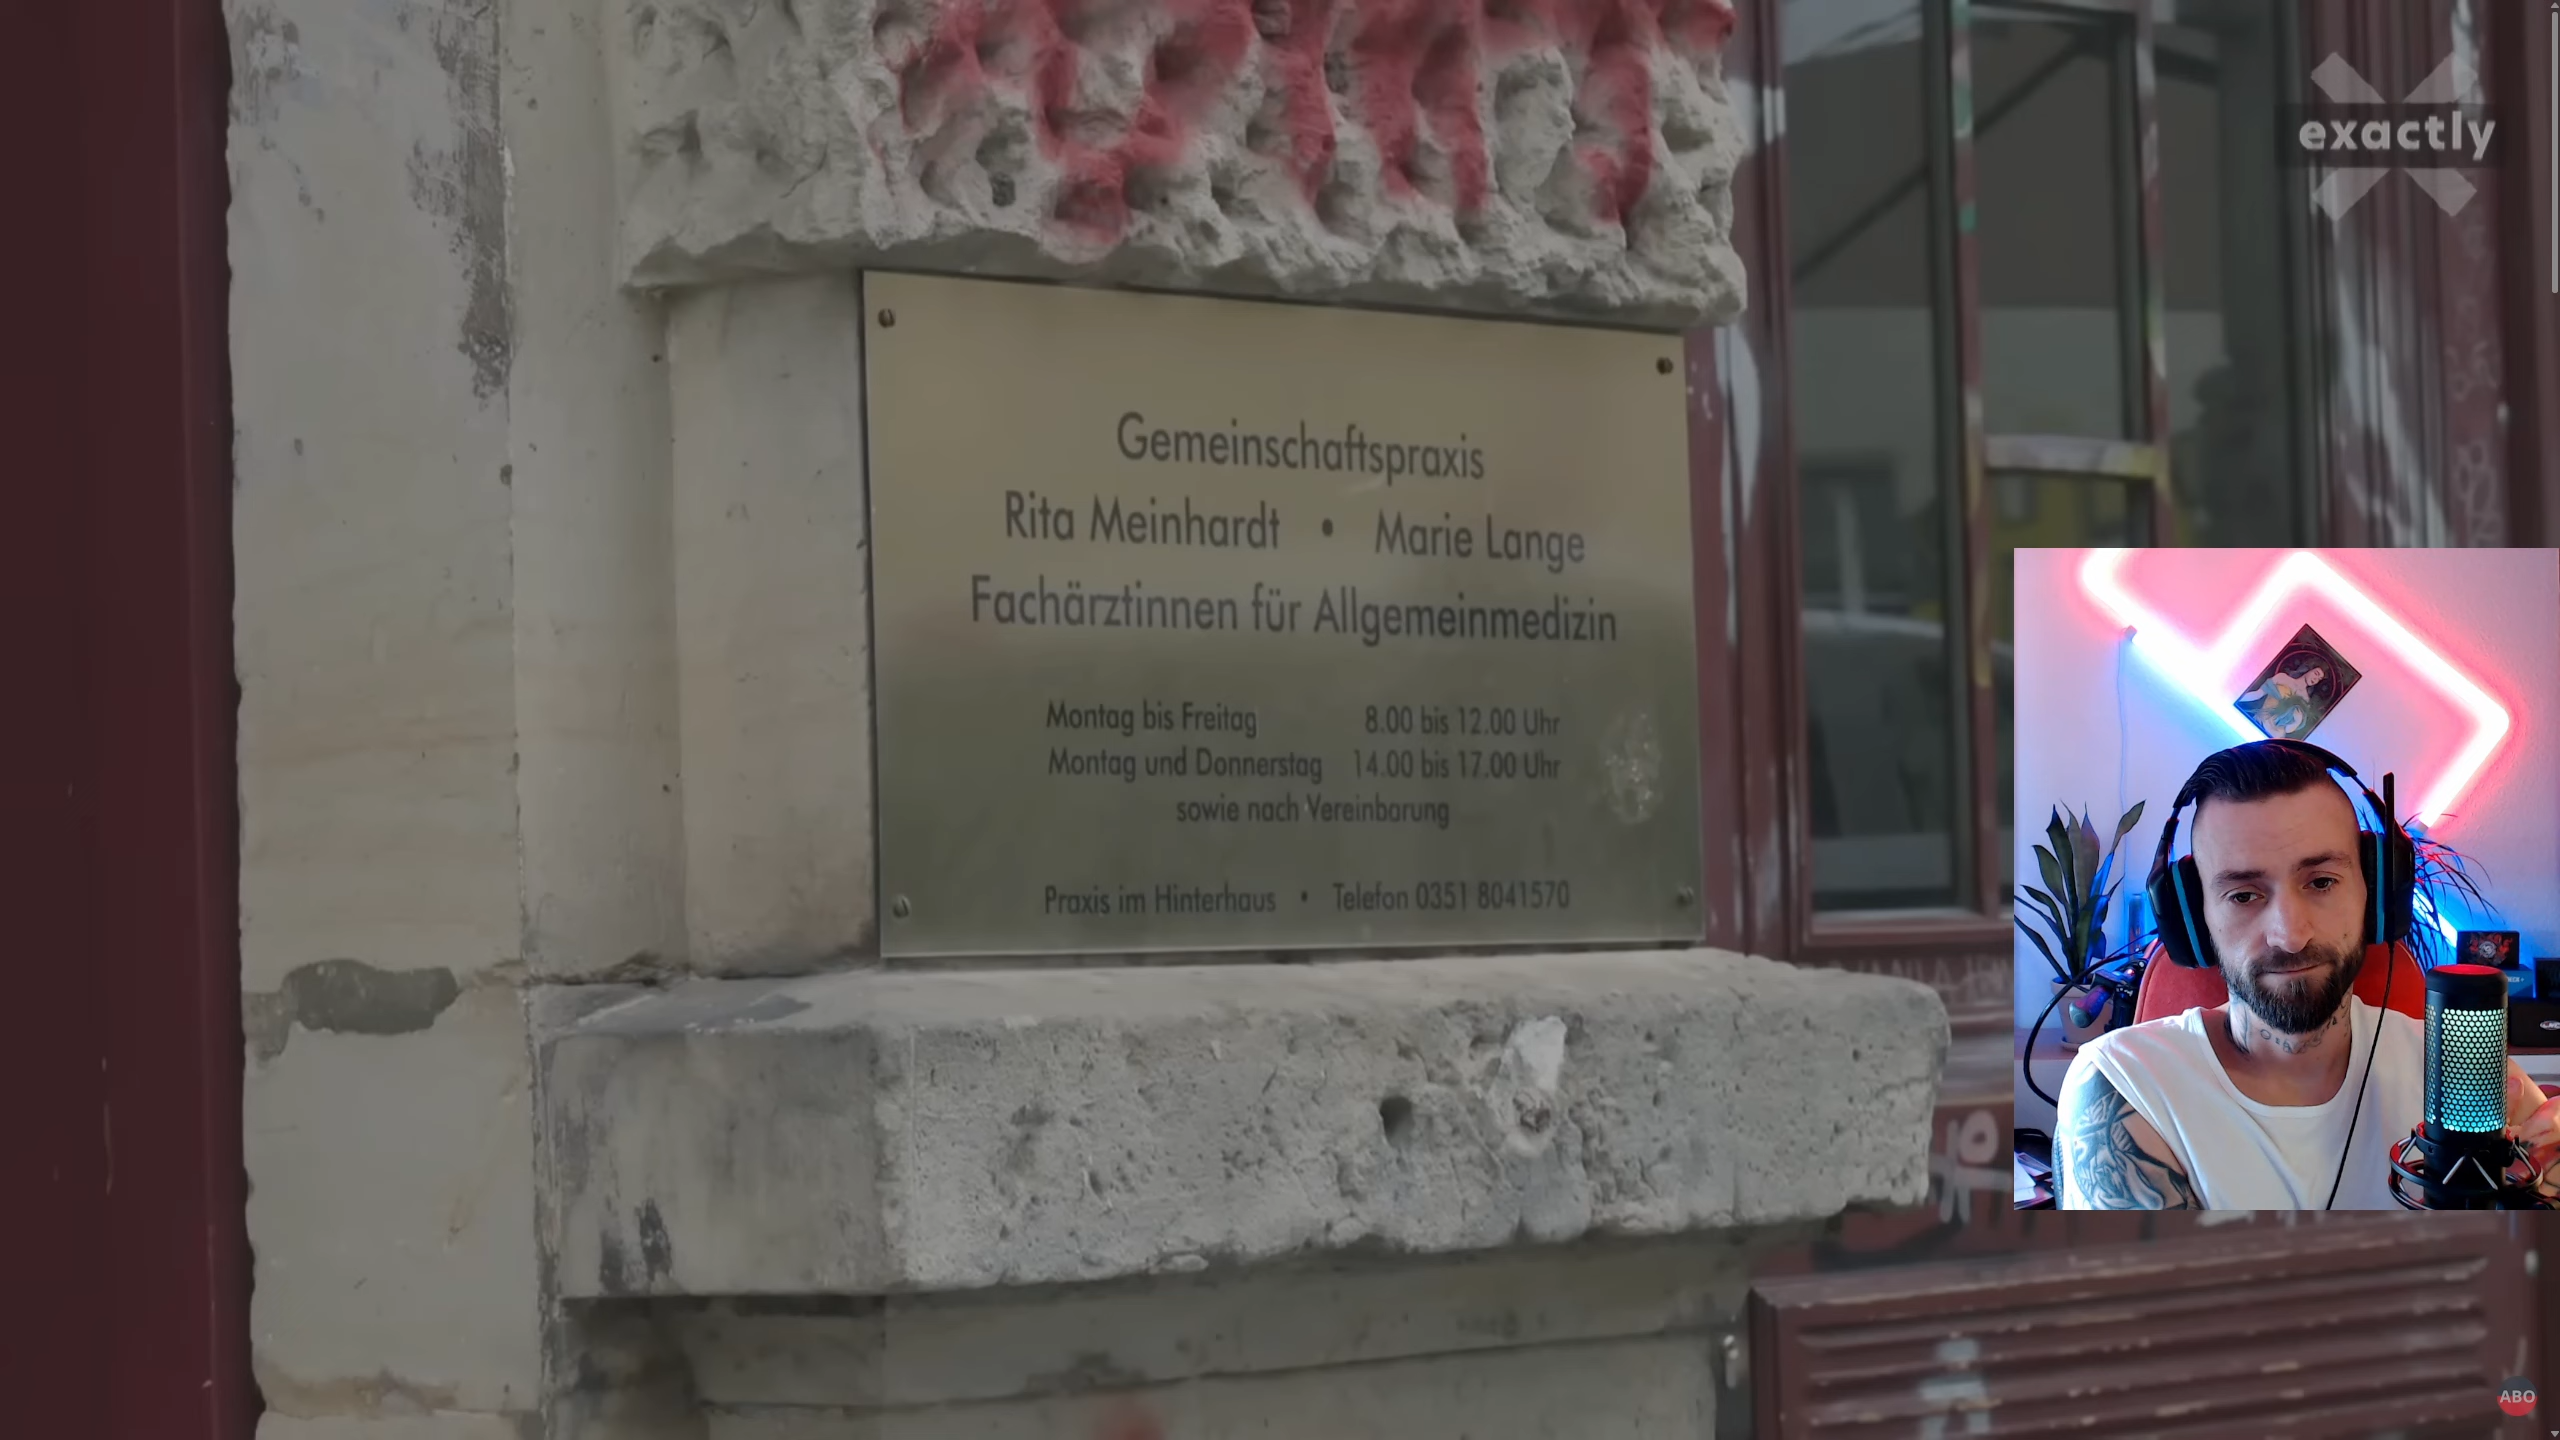 exactly
Gemeinschaftspraxis
Rita Meinhardt • Marie Lange
Fachärztinnen für Allgemeinmedizin
Montag bis Freitag 8.00 bis 12.00 Uhr
Montag und Donnerstag 14.00 bis 17.00 Uhr
sowie nach Vereinbarung
Praxis im Hinterhaus • Telefon 0351 8041570
ABO